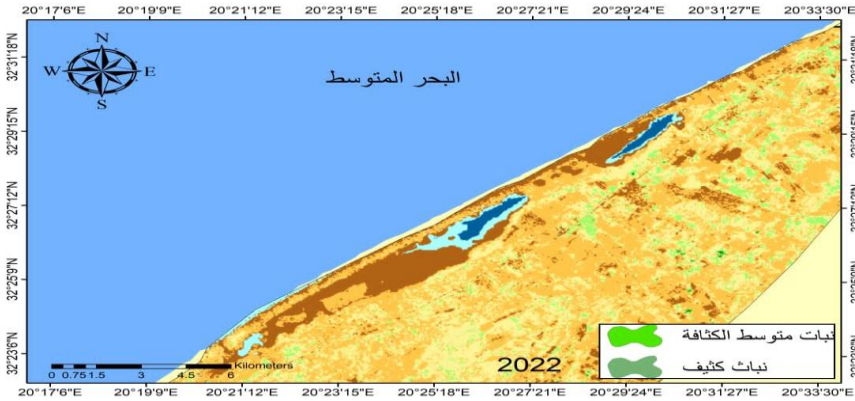 20°17'6"E 20°19'9"E 20°21'12"E 20°23'15"E 20°25'18"E 20°27'12"E 20°29'24"E 20°31'27"E 20°33'30"E
32°31'18"N
32°29'15"N
32°27'12"N
32°25'9"N
32°23'6"N
N
W E
S
البحر المتوسط
نبات متوسط الكثافة
نبات كثيف
2022
Kilometers
0 0.75 1.5 3 4.5 6
20°17'6"E 20°19'9"E 20°21'12"E 20°23'15"E 20°25'18"E 20°27'12"E 20°29'24"E 20°31'27"E 20°33'30"E